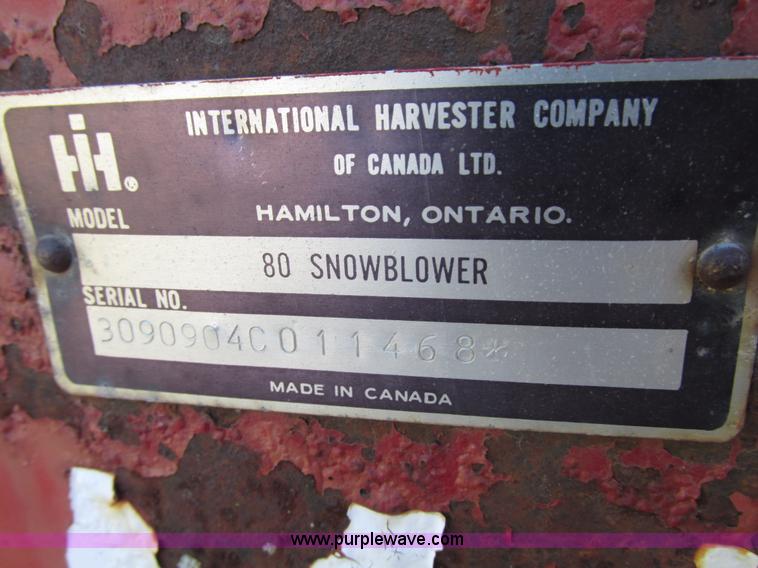 INTERNATIONAL HARVESTER COMPANY
IH®
OF CANADA LTD.
MODEL HAMILTON, ONTARIO.
80 SNOWBLOWER
SERIAL NO.
3090904C011468*
MADE IN CANADA
www.purplewave.com